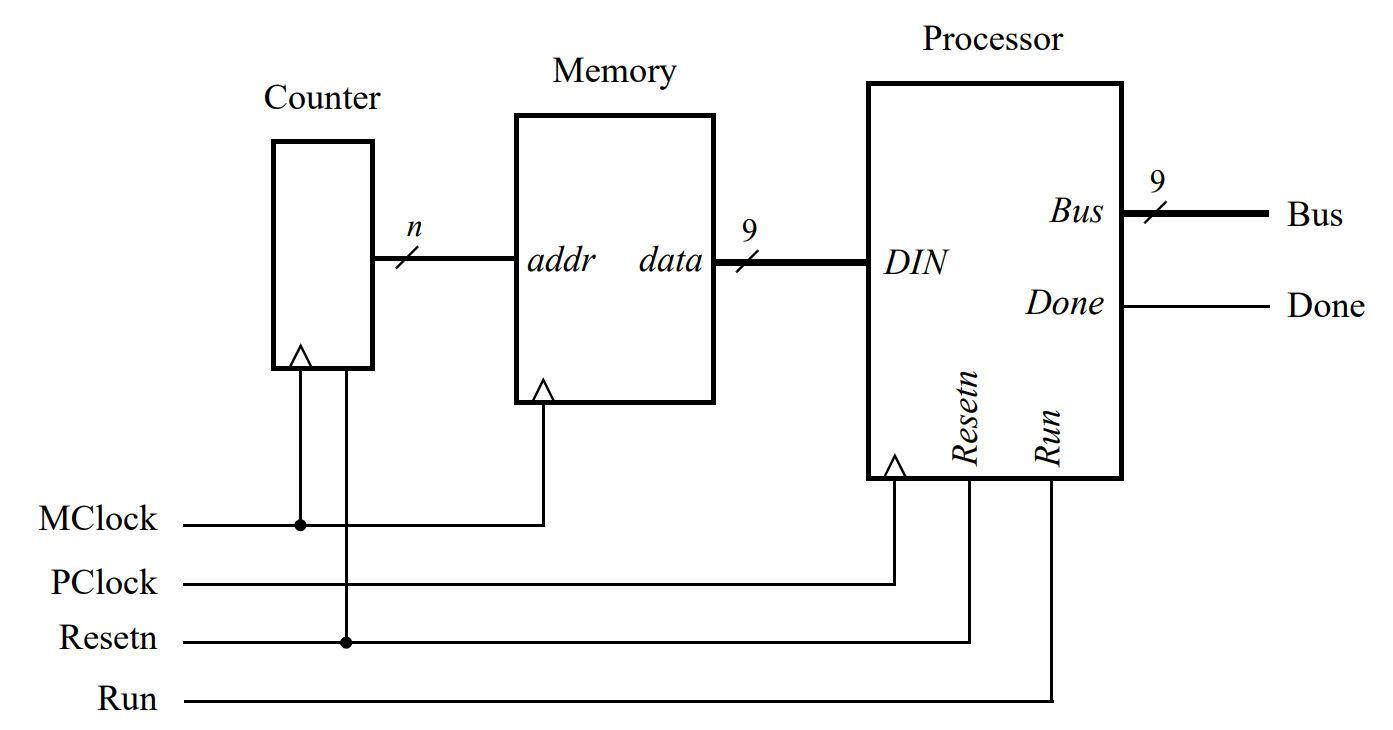 Processor
Memory
Counter
9
Bus
Bus
n
9
addr
data
DIN
Done
Done
Resetn
Run
MClock
PClock
Resetn
Run